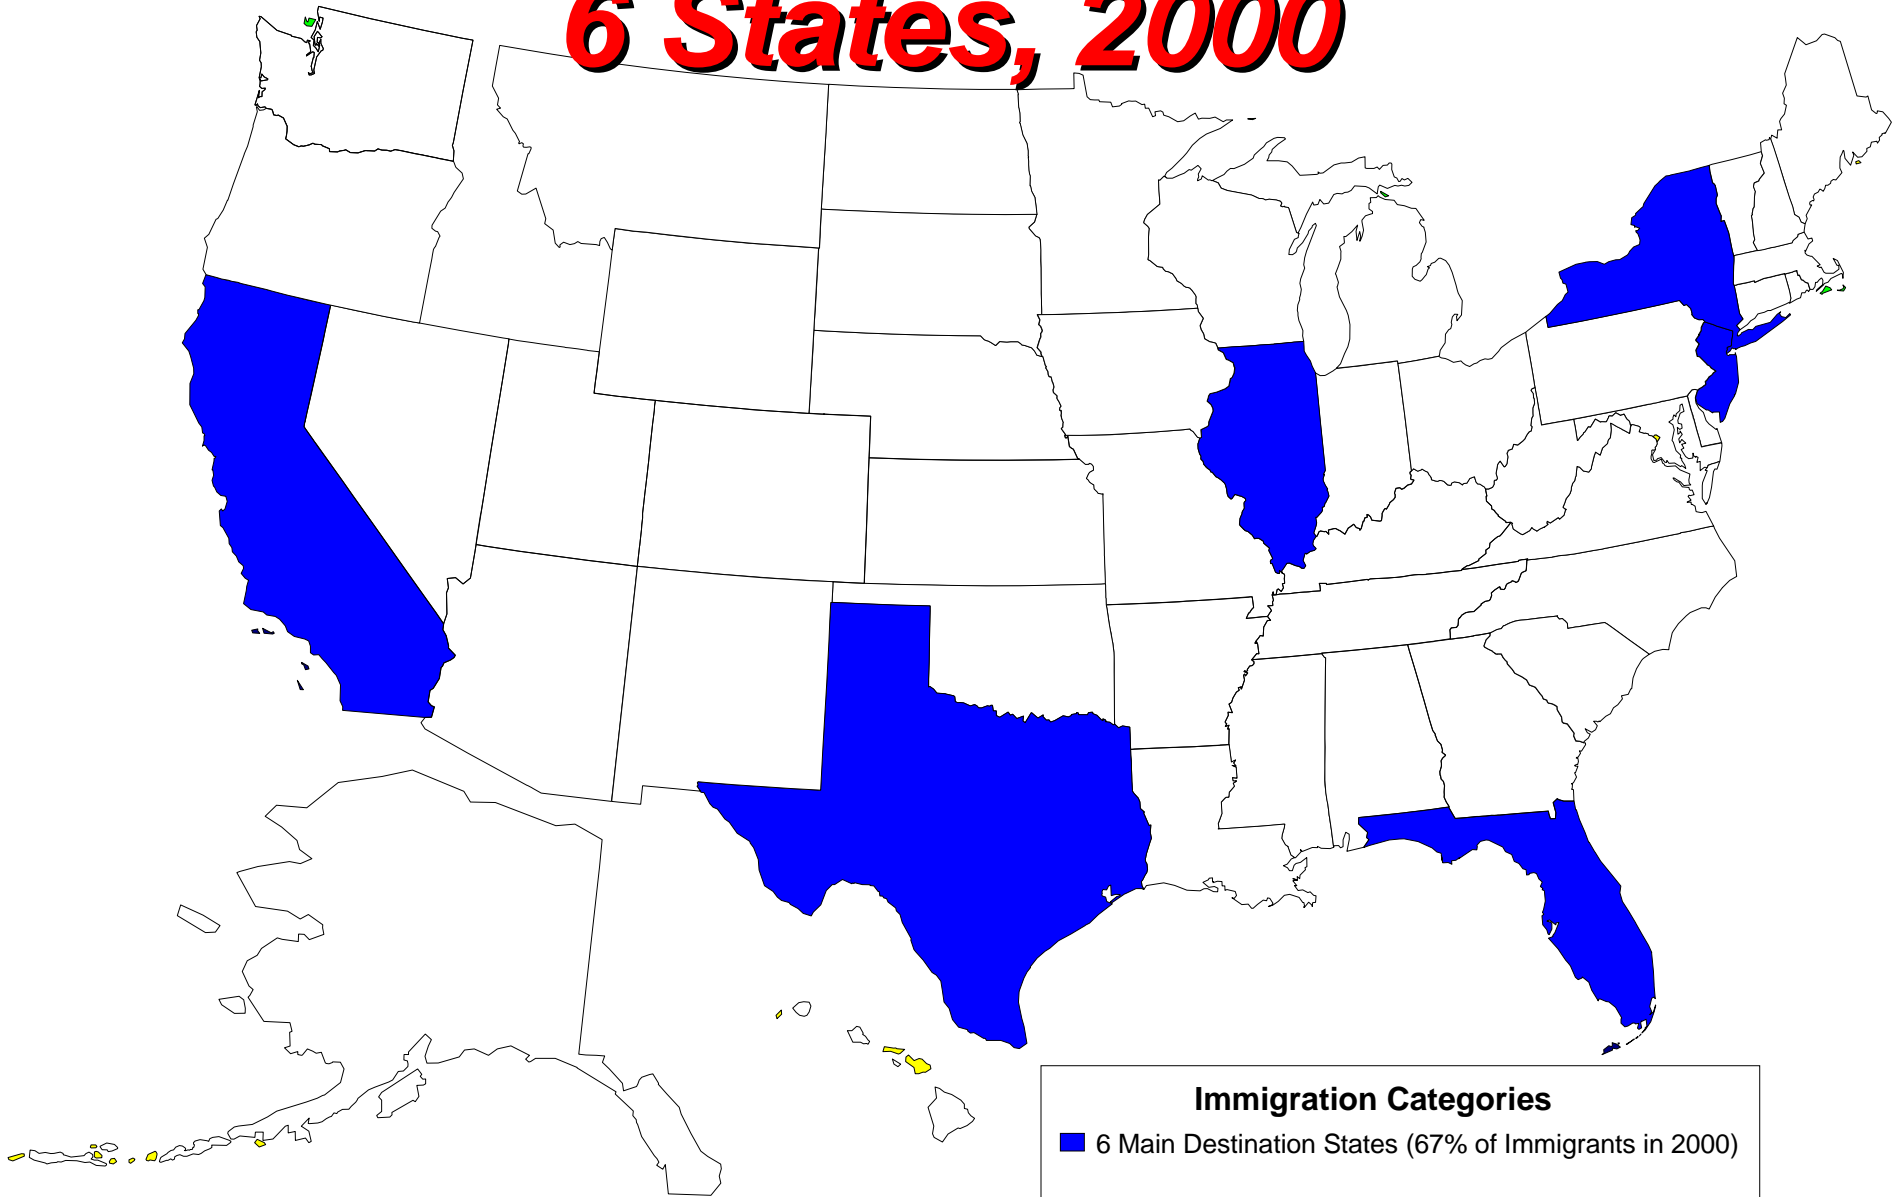 6 States, 2000
Immigration Categories
6 Main Destination States (67% of Immigrants in 2000)